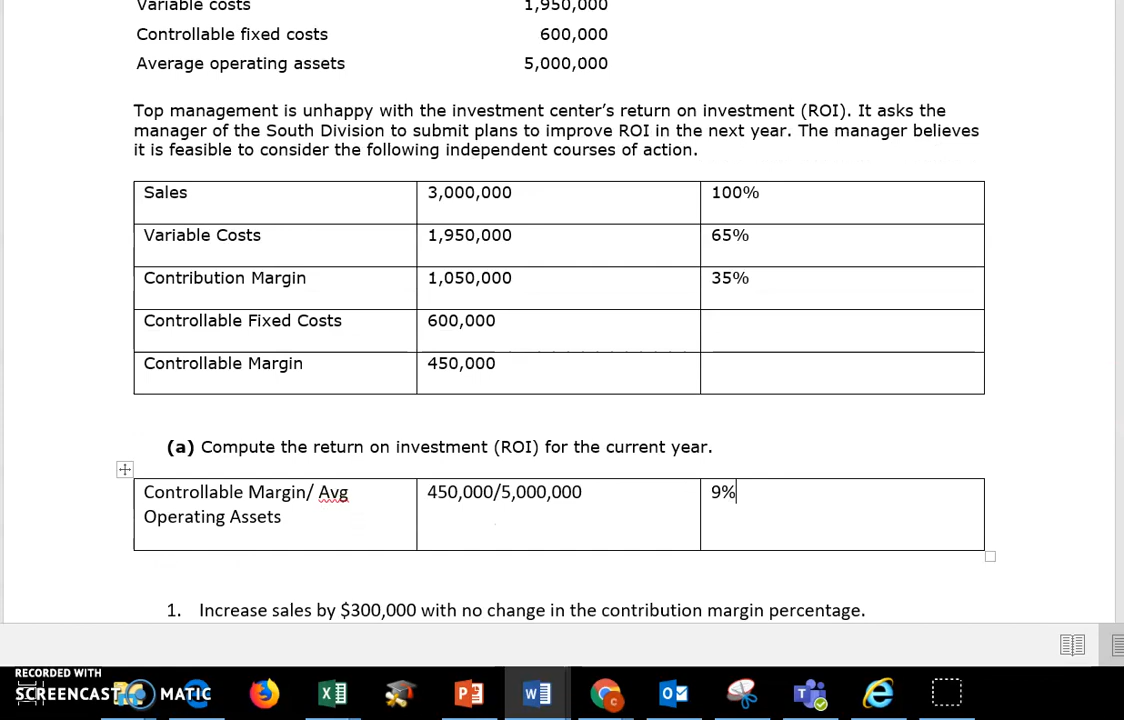 Variable costs 1,950,000
Controllable fixed costs 600,000
Average operating assets 5,000,000
Top management is unhappy with the investment center’s return on investment (ROI). It asks the
manager of the South Division to submit plans to improve ROI in the next year. The manager believes
it is feasible to consider the following independent courses of action.
Sales 3,000,000 100%
Variable Costs 1,950,000 65%
Contribution Margin 1,050,000 35%
Controllable Fixed Costs 600,000
Controllable Margin 450,000
(a) Compute the return on investment (ROI) for the current year.
Controllable Margin/ Avg 450,000/5,000,000 9%
Operating Assets
1. Increase sales by $300,000 with no change in the contribution margin percentage.
RECORDED WITH
SCREENCAST MATIC